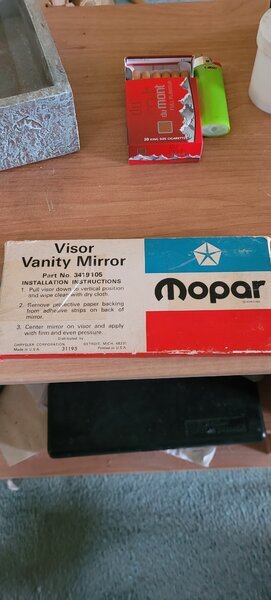 du
mont
FULL FLAVOUR
20 KING SIZE CIGARETTES
Visor
Vanity Mirror
Part No. 3419105
INSTALLATION INSTRUCTIONS
1. Pull visor down to vertical position
and wipe clean with dry cloth.
2. Remove protective paper backing
from adhesive strips on back of
mirror.
3. Center mirror on visor and apply
with firm and even pressure.
Distributed by
CHRYSLER CORPORATION DETROIT, MICH. 48231
Made in U.S.A. 31193 Printed in U.S.A.
Mopar